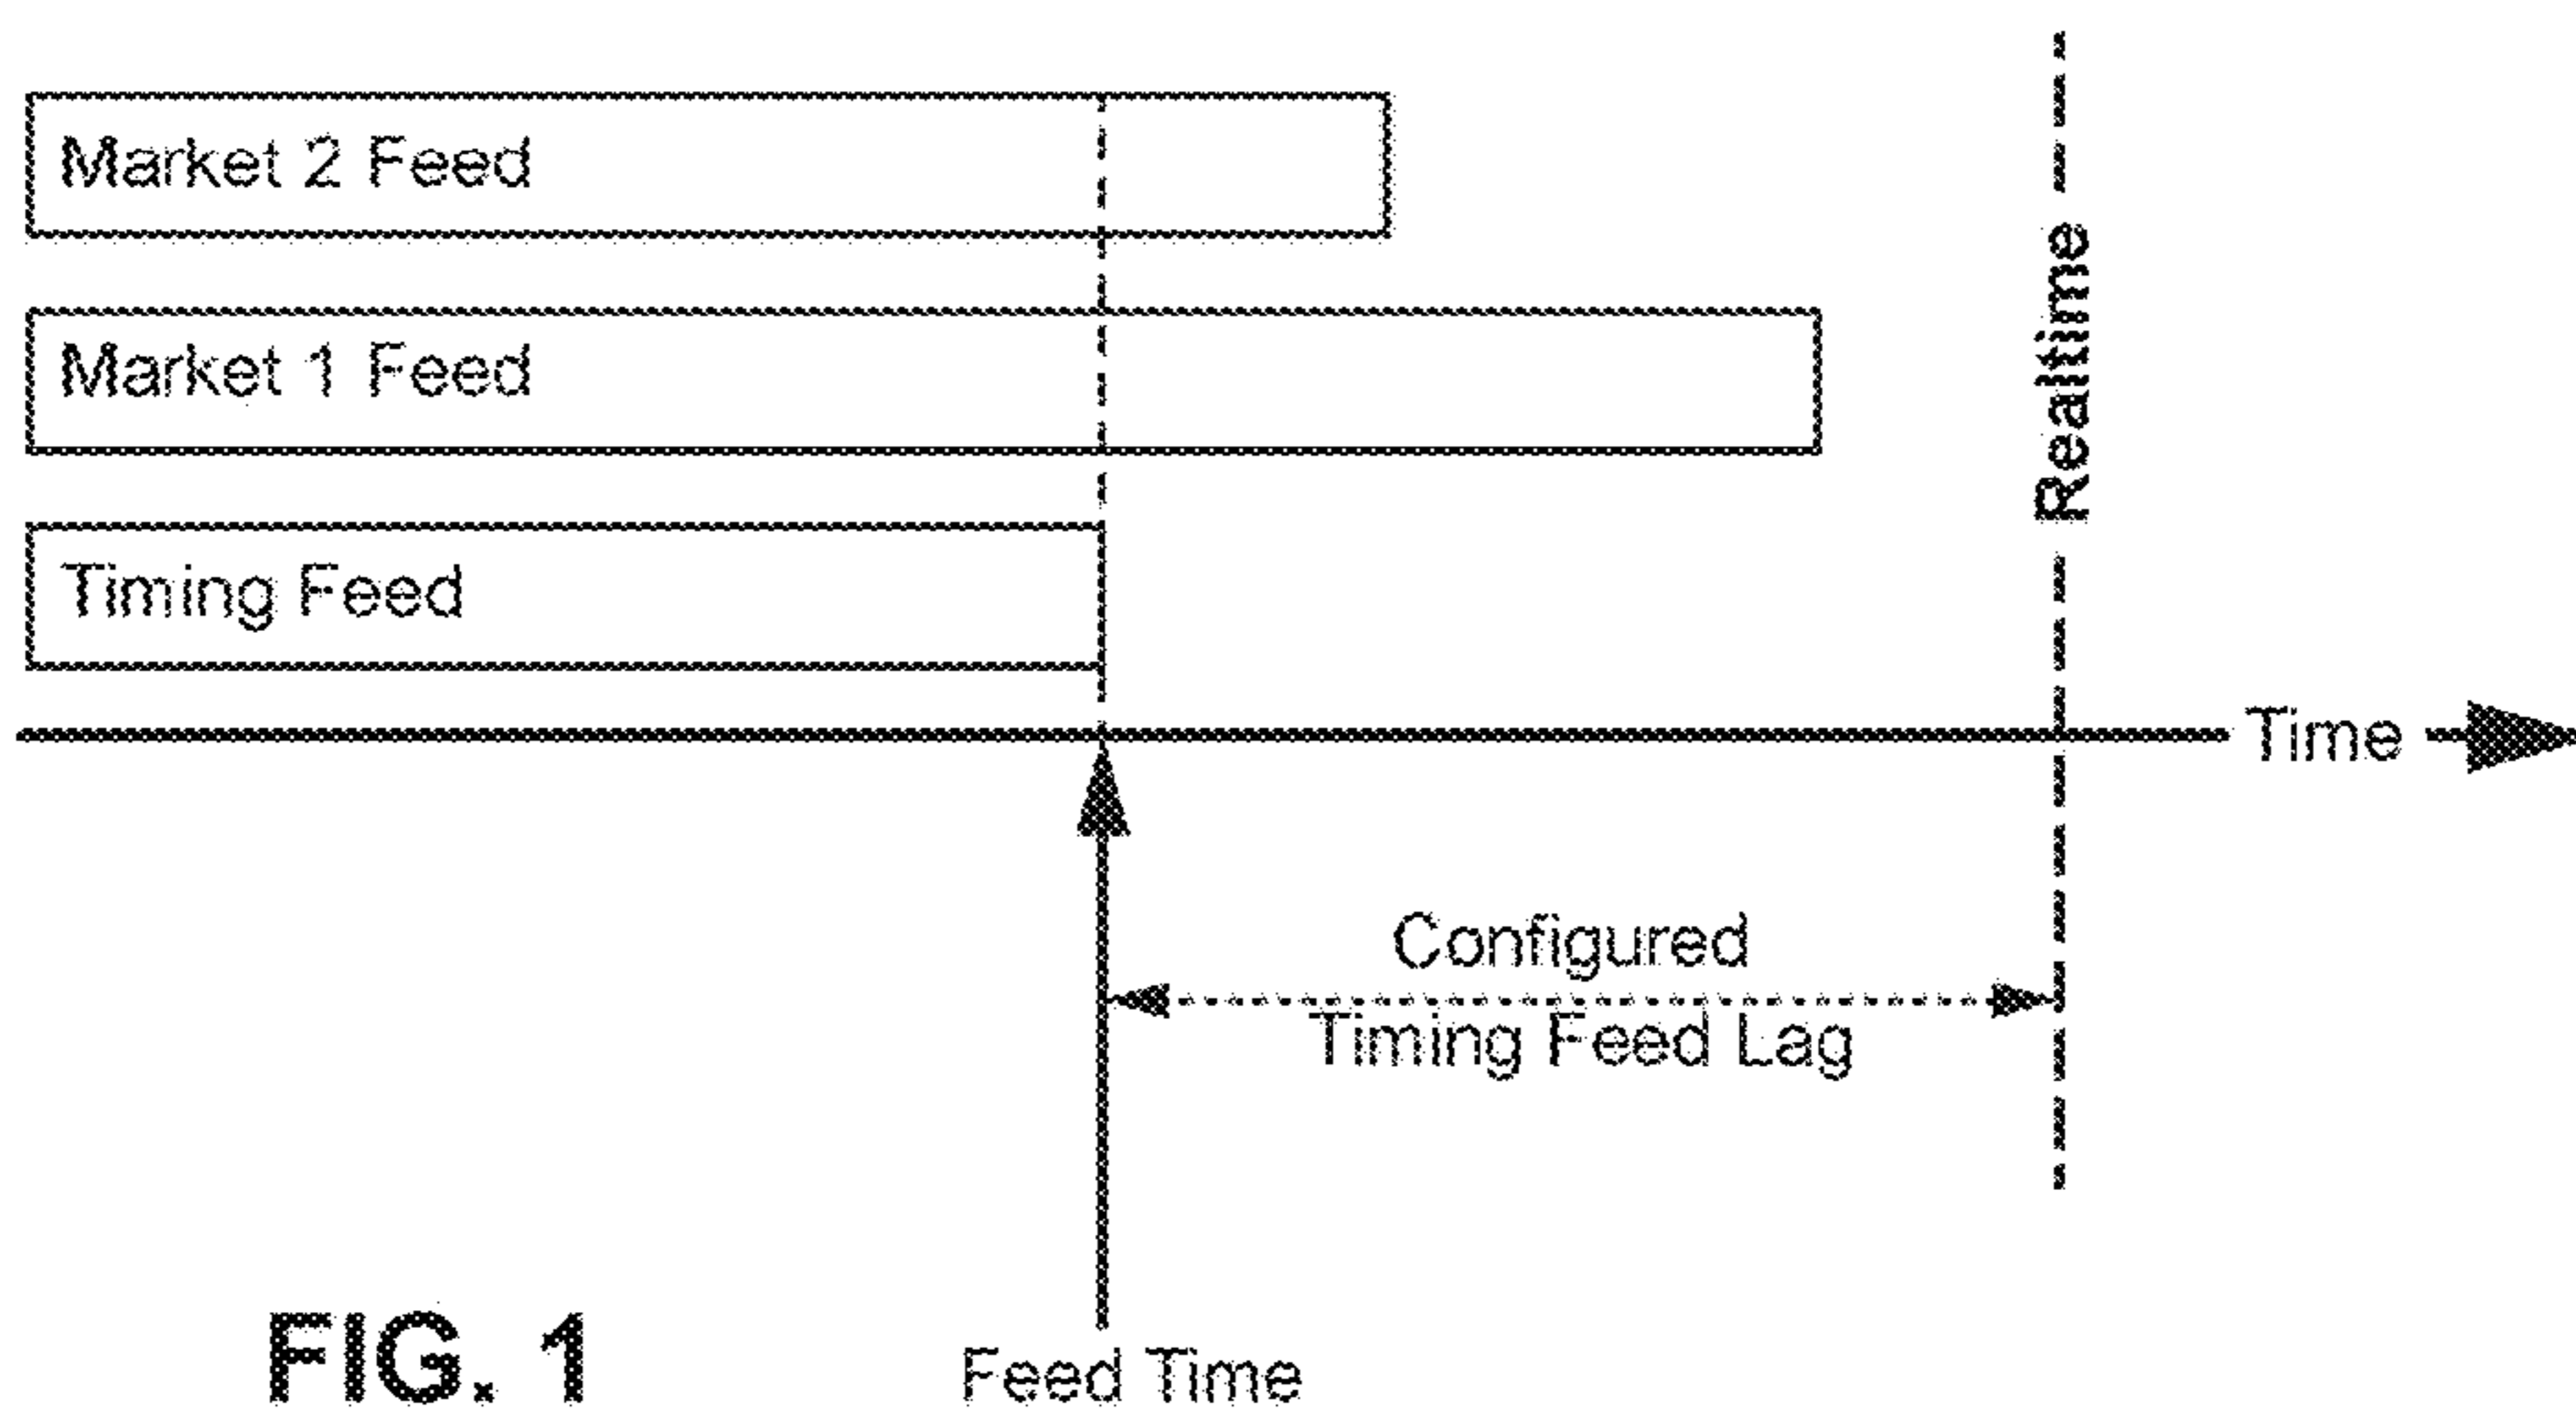 Market 2 Feed
Market 1 Feed
Timing Feed
Realtime
Time
Configured
Timing Feed Lag
Feed Time
FIG. 1